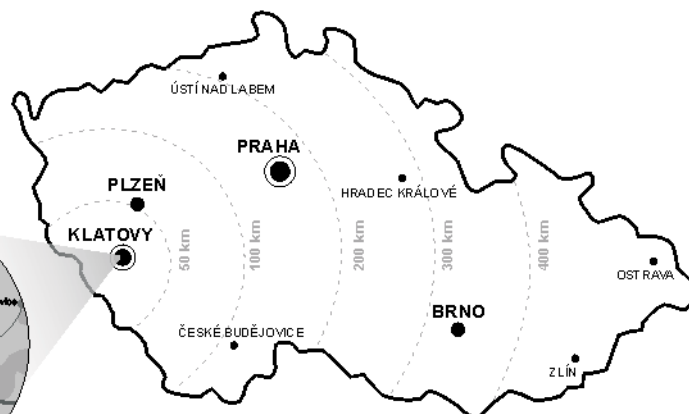 ÚSTÍ NAD LABEM
PRAHA
PLZEŇ
HRADEC KRÁLOVÉ
KLATOVY
50 km
100 km
200 km
300 km
400 km
OSTRAVA
BRNO
ČESKÉ BUDĚJOVICE
ZLÍN